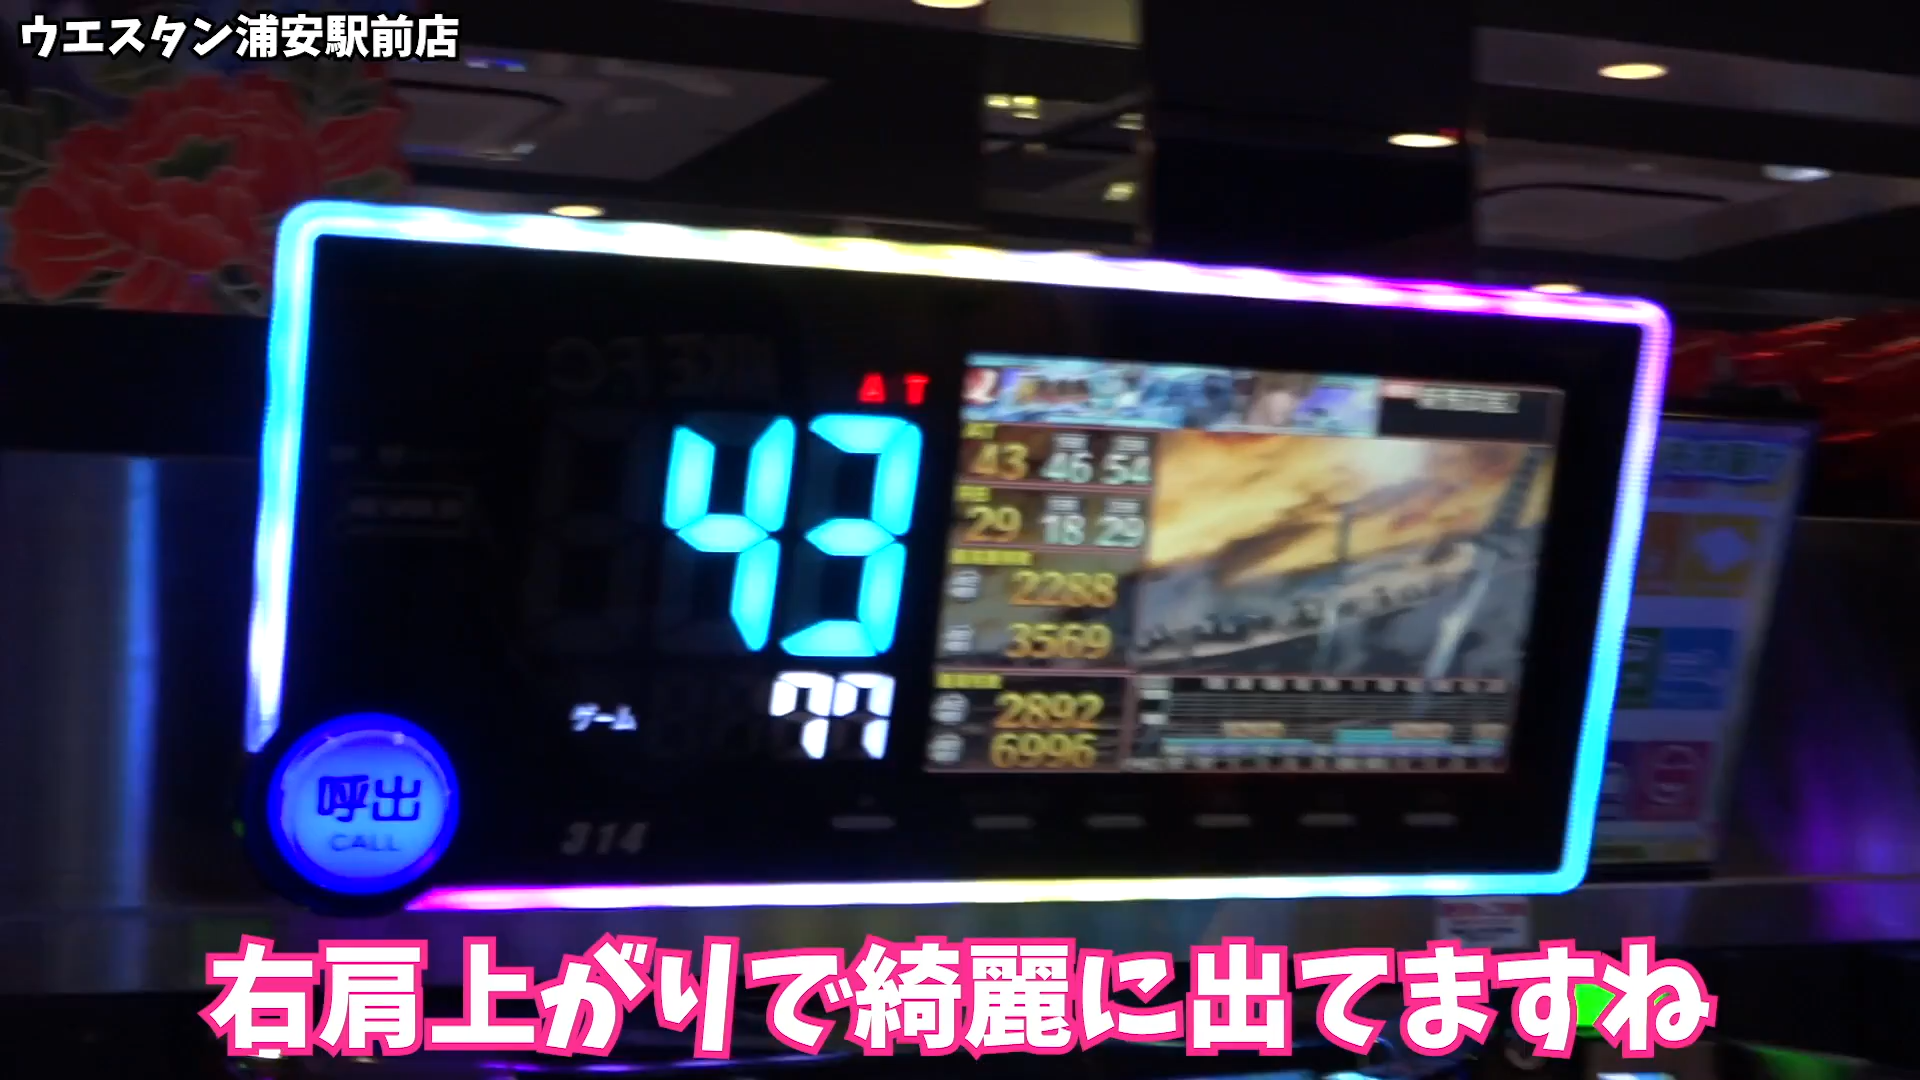 ウエスタン浦安駅前店
AT
43
AT
43 46 54
RB
29 18 29
2288
3569
ゲーム
77
2892
6996
呼出
CALL
314
右肩上がりで綺麗に出てますね